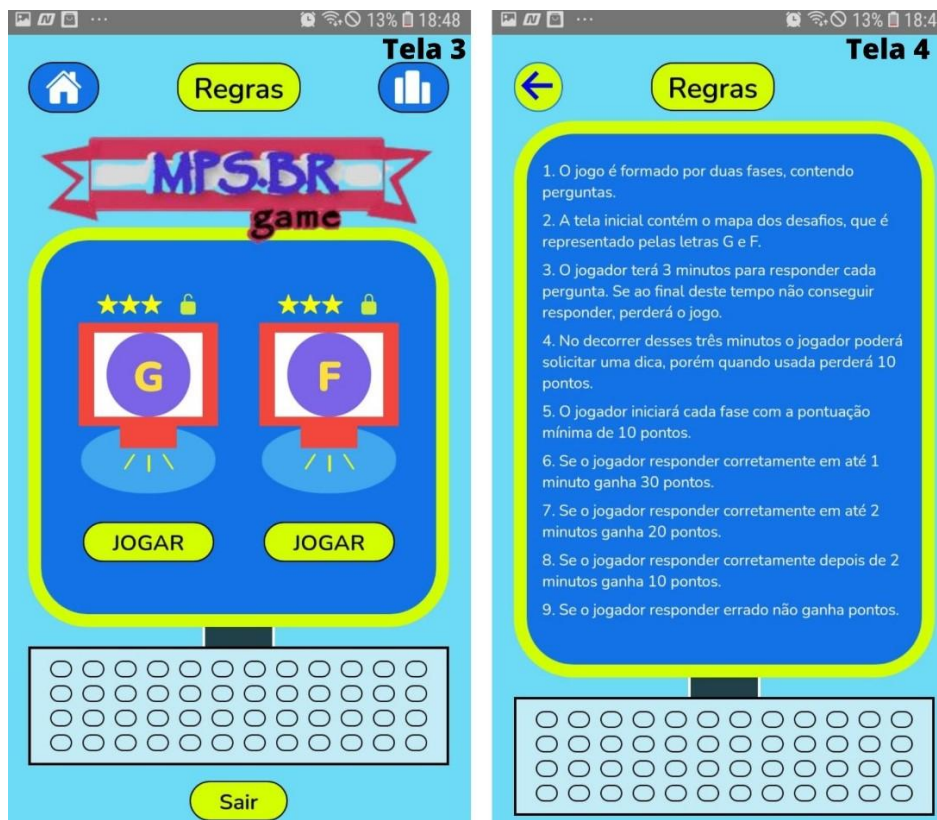 13% 18:48
Tela 3
Regras
MPS.BR
game
G
F
JOGAR
JOGAR
Sair
13% 18:4
Tela 4
Regras
1. O jogo é formado por duas fases, contendo
perguntas.
2. A tela inicial contém o mapa dos desafios, que é
representado pelas letras G e F.
3. O jogador terá 3 minutos para responder cada
pergunta. Se ao final deste tempo não conseguir
responder, perderá o jogo.
4. No decorrer desses três minutos o jogador poderá
solicitar uma dica, porém quando usada perderá 10
pontos.
5. O jogador iniciará cada fase com a pontuação
mínima de 10 pontos.
6. Se o jogador responder corretamente em até 1
minuto ganha 30 pontos.
7. Se o jogador responder corretamente em até 2
minutos ganha 20 pontos.
8. Se o jogador responder corretamente depois de 2
minutos ganha 10 pontos.
9. Se o jogador responder errado não ganha pontos.